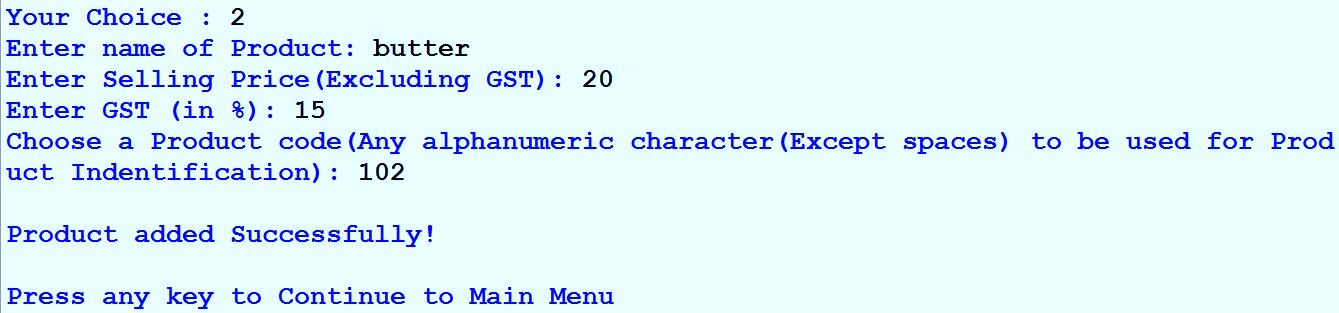 Your Choice : 2
Enter name of Product: butter
Enter Selling Price(Excluding GST): 20
Enter GST (in %): 15
Choose a Product code(Any alphanumeric character(Except spaces) to be used for Prod
uct Indentification): 102
Product added Successfully!
Press any key to Continue to Main Menu